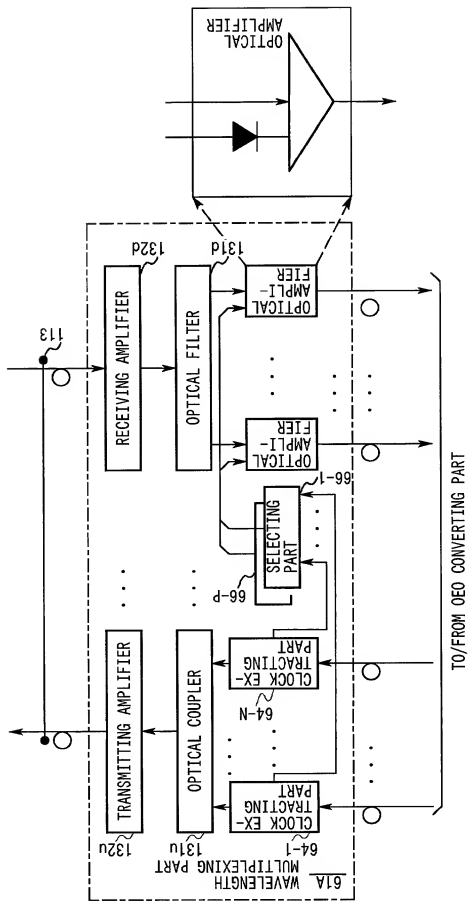 61A
WAVELENGTH
MULTIPLEXING PART
132u
TRANSMITTING AMPLIFIER
131u
OPTICAL COUPLER
64-1
CLOCK EX-
TRACTING
PART
64-N
CLOCK EX-
TRACTING
PART
66-P
66-1
SELECTING
PART
113
132d
RECEIVING AMPLIFIER
131d
OPTICAL FILTER
OPTICAL
AMPLI-
FIER
OPTICAL
AMPLI-
FIER
OPTICAL
AMPLIFIER
TO/FROM OEO CONVERTING PART